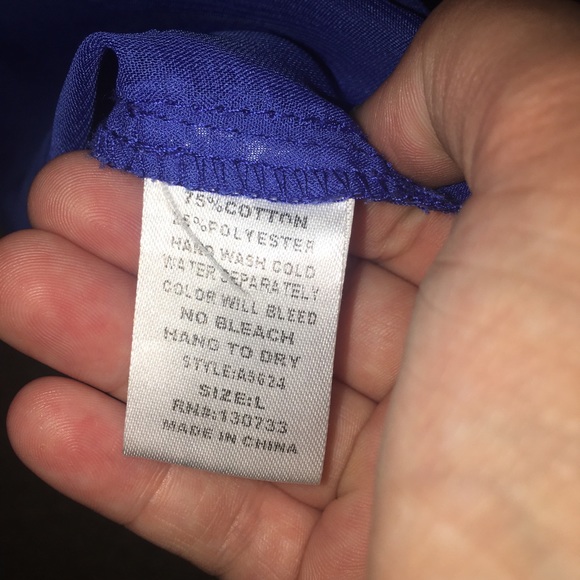 75%COTTON
%POLYESTER
HAND WASH COLD
WATER SEPARATELY
COLOR WILL BLEED
NO BLEACH
HANG TO DRY
STYLE:A9624
SIZE:L
RN#:130733
MADE IN CHINA